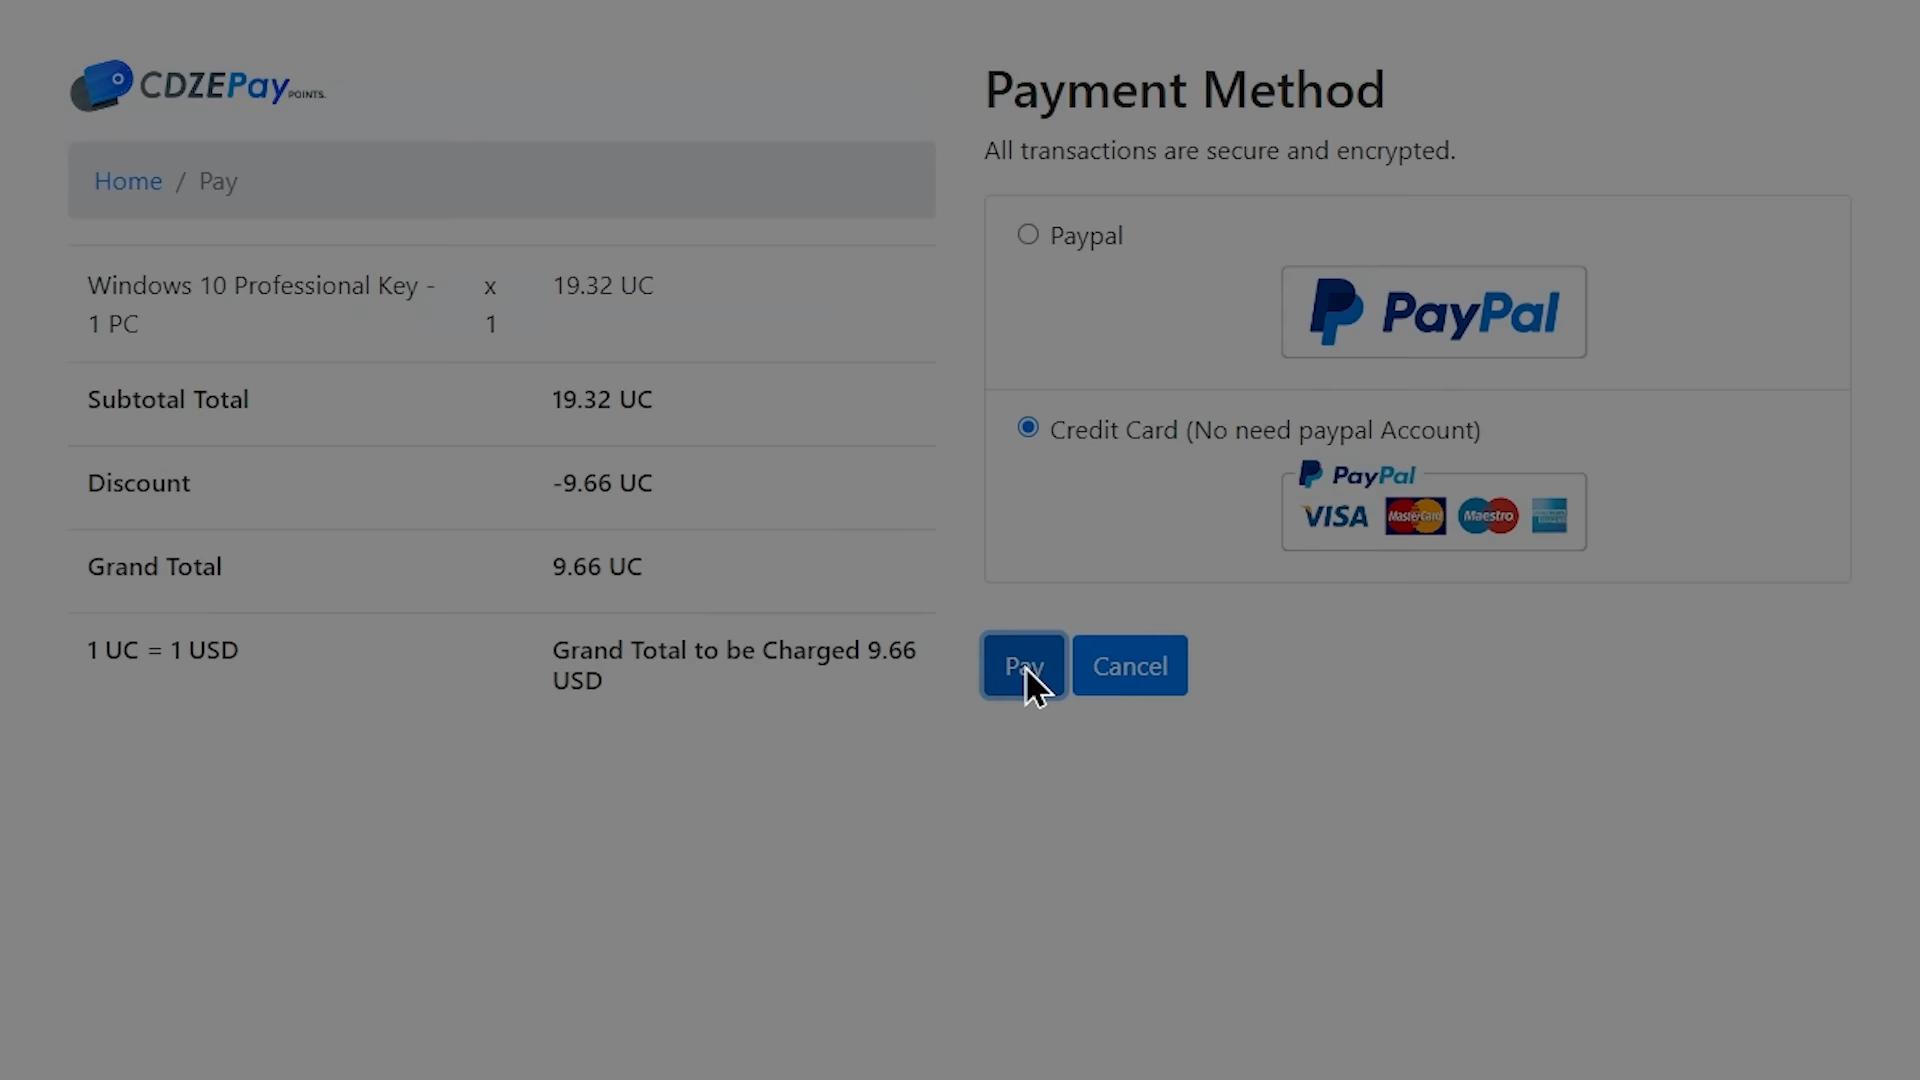 CDZEPay POINTS.
Home / Pay
Windows 10 Professional Key - x 19.32 UC
1 PC 1
Subtotal Total 19.32 UC
Discount -9.66 UC
Grand Total 9.66 UC
1 UC = 1 USD Grand Total to be Charged 9.66
USD
Payment Method
All transactions are secure and encrypted.
Paypal
PayPal
Credit Card (No need paypal Account)
PayPal
VISA MasterCard Maestro
Pay Cancel